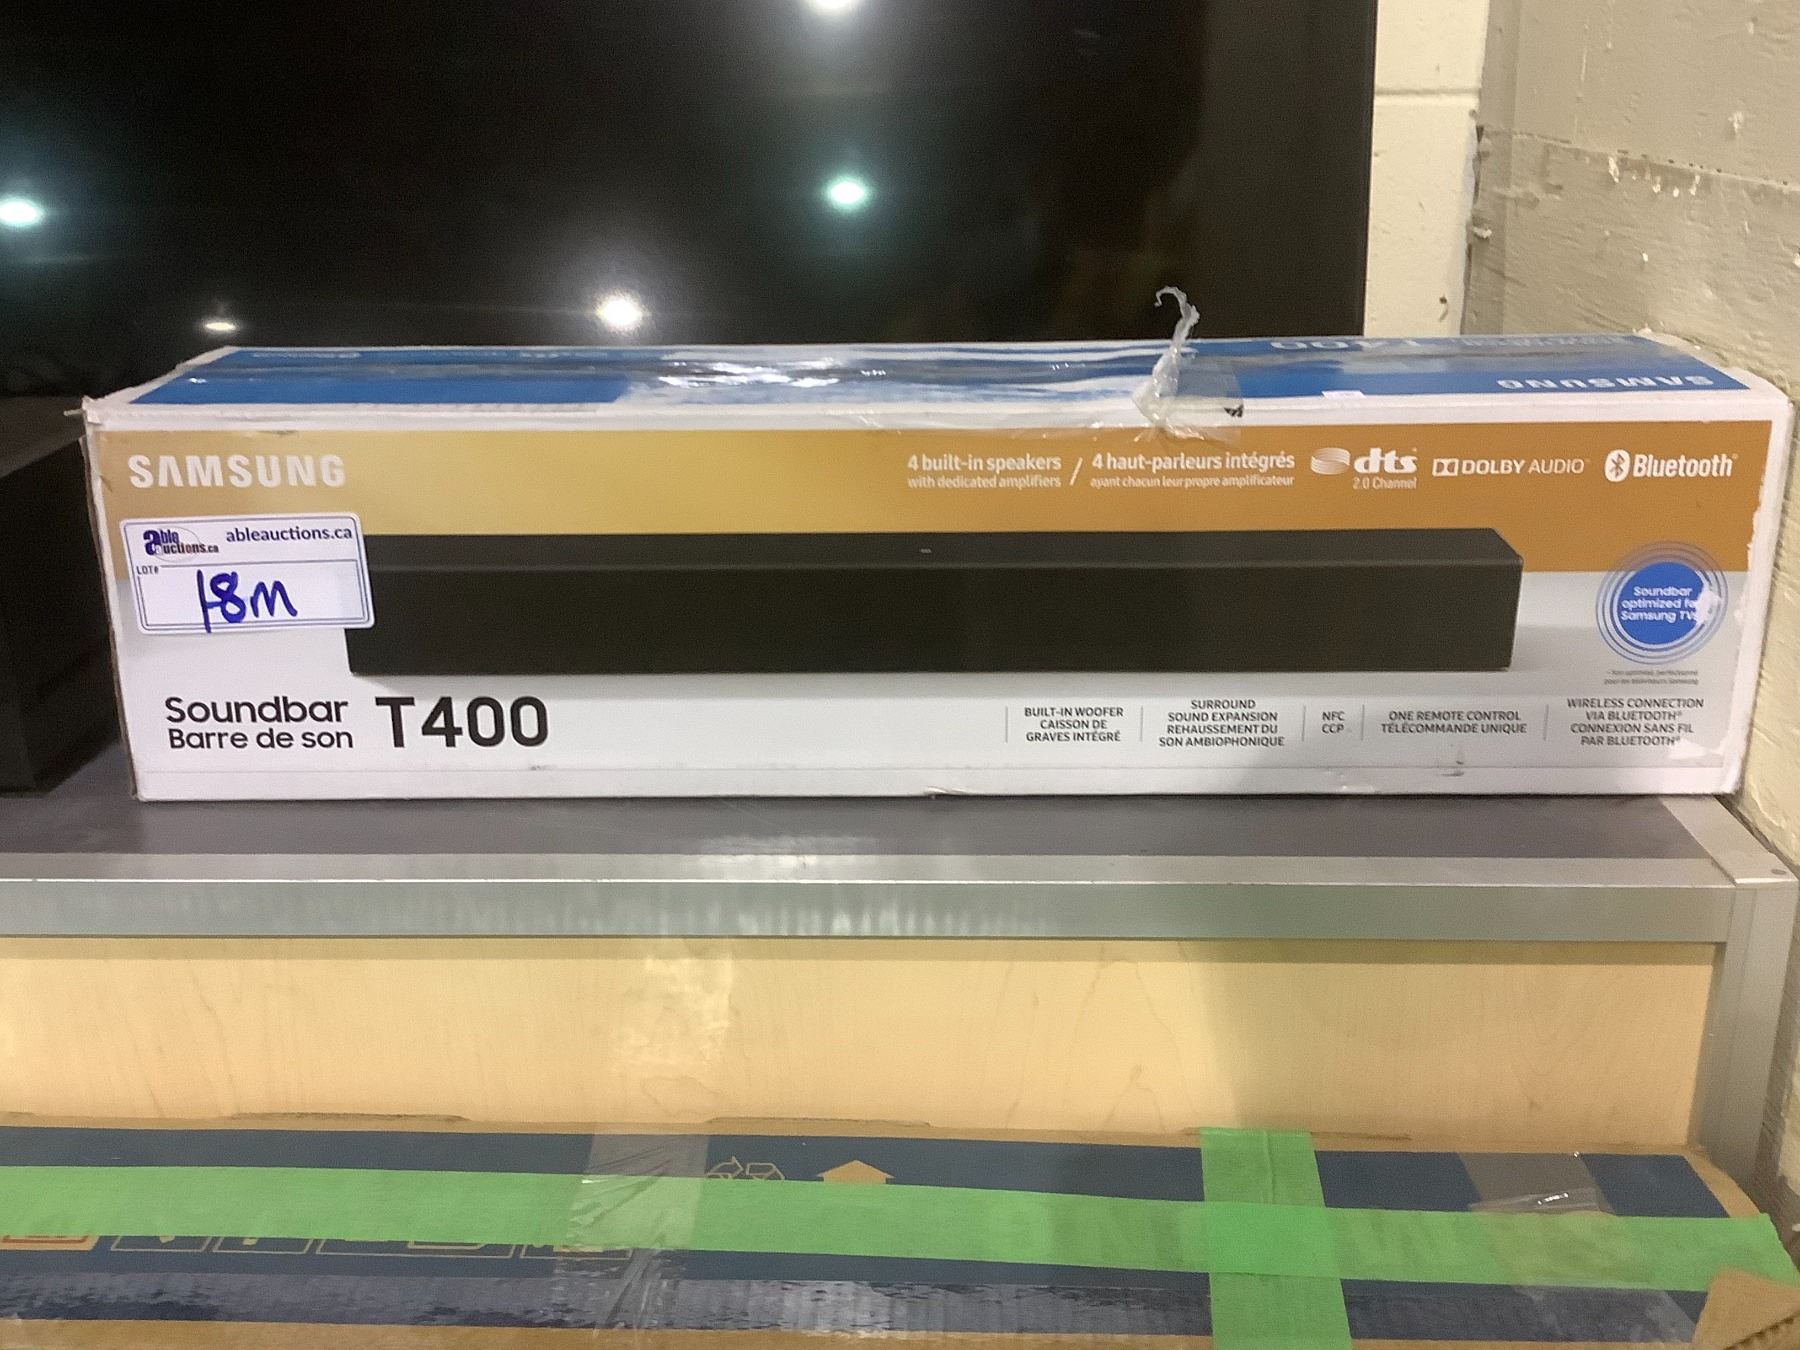 SAMSUNG
T400
SAMSUNG
4 built-in speakers / 4 haut-parleurs intégrés
with dedicated amplifiers ayant chacun leur propre amplificateur
dts
2.0 Channel
DOLBY AUDIO
Bluetooth
able auctions.ca
ableauctions.ca
LOT#
18M
Soundbar
optimized
Samsung TV
Soundbar
Barre de son
T400
BUILT-IN WOOFER
CAISSON DE
GRAVES INTÉGRÉ
SURROUND
SOUND EXPANSION
REHAUSSEMENT DU
SON AMBIOPHONIQUE
NFC
CCP
ONE REMOTE CONTROL
TÉLÉCOMMANDE UNIQUE
WIRELESS CONNECTION
VIA BLUETOOTH®
CONNEXION SANS FIL
PAR BLUETOOTH®